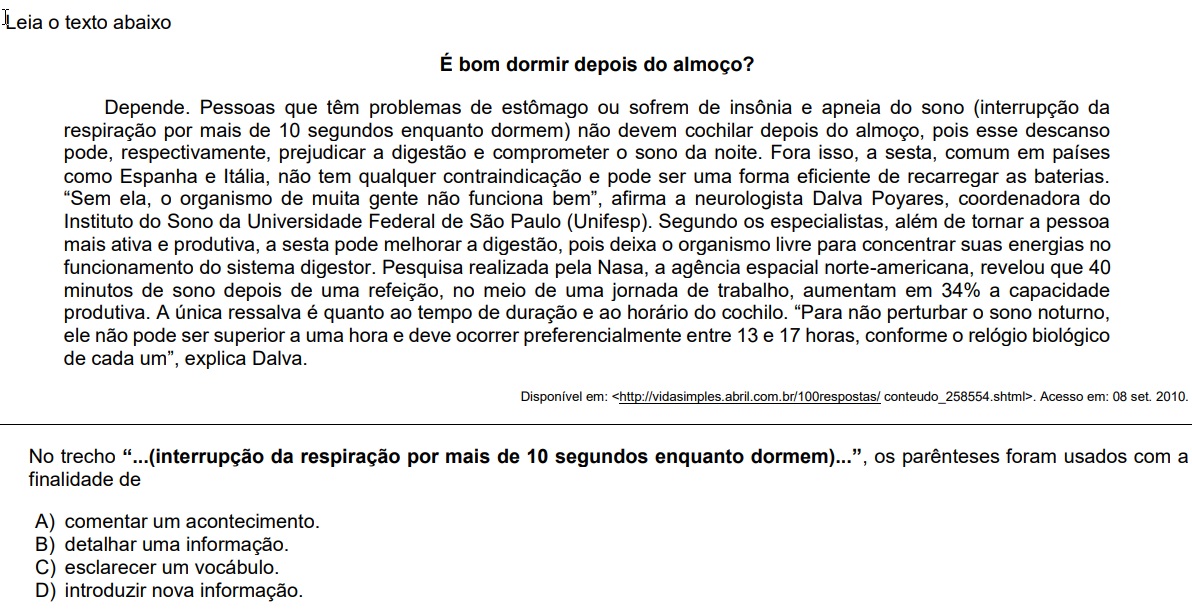 Leia o texto abaixo
É bom dormir depois do almoço?
Depende. Pessoas que têm problemas de estômago ou sofrem de insônia e apneia do sono (interrupção da
respiração por mais de 10 segundos enquanto dormem) não devem cochilar depois do almoço, pois esse descanso
pode, respectivamente, prejudicar a digestão e comprometer o sono da noite. Fora isso, a sesta, comum em países
como Espanha e Itália, não tem qualquer contraindicação e pode ser uma forma eficiente de recarregar as baterias.
“Sem ela, o organismo de muita gente não funciona bem”, afirma a neurologista Dalva Poyares, coordenadora do
Instituto do Sono da Universidade Federal de São Paulo (Unifesp). Segundo os especialistas, além de tornar a pessoa
mais ativa e produtiva, a sesta pode melhorar a digestão, pois deixa o organismo livre para concentrar suas energias no
funcionamento do sistema digestor. Pesquisa realizada pela Nasa, a agência espacial norte-americana, revelou que 40
minutos de sono depois de uma refeição, no meio de uma jornada de trabalho, aumentam em 34% a capacidade
produtiva. A única ressalva é quanto ao tempo de duração e ao horário do cochilo. “Para não perturbar o sono noturno,
ele não pode ser superior a uma hora e deve ocorrer preferencialmente entre 13 e 17 horas, conforme o relógio biológico
de cada um”, explica Dalva.
Disponível em: <http://vidasimples.abril.com.br/100respostas/ conteudo_258554.shtml>. Acesso em: 08 set. 2010.
No trecho “...(interrupção da respiração por mais de 10 segundos enquanto dormem)...”, os parênteses foram usados com a
finalidade de
A) comentar um acontecimento.
B) detalhar uma informação.
C) esclarecer um vocábulo.
D) introduzir nova informação.